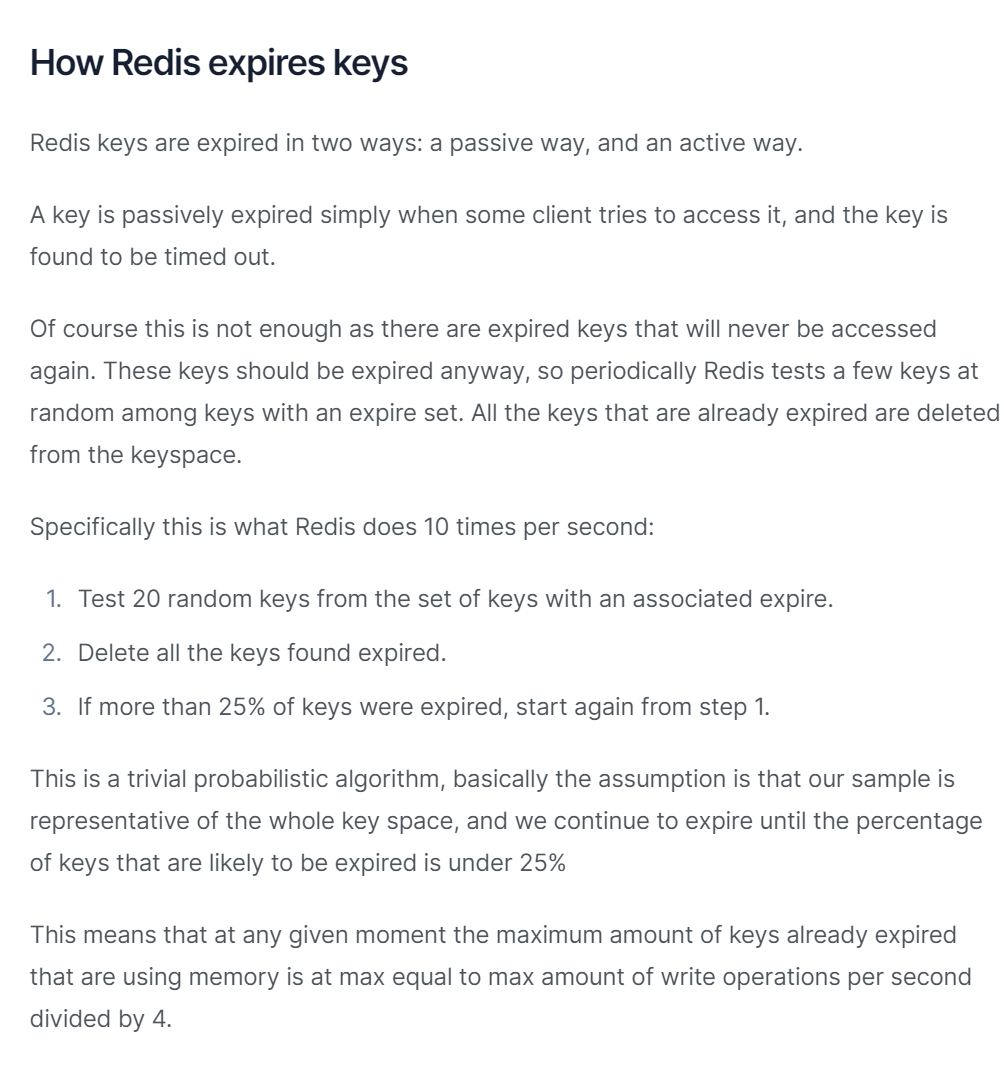 How Redis expires keys
Redis keys are expired in two ways: a passive way, and an active way.
A key is passively expired simply when some client tries to access it, and the key is
found to be timed out.
Of course this is not enough as there are expired keys that will never be accessed
again. These keys should be expired anyway, so periodically Redis tests a few keys at
random among keys with an expire set. All the keys that are already expired are deleted
from the keyspace.
Specifically this is what Redis does 10 times per second:
1. Test 20 random keys from the set of keys with an associated expire.
2. Delete all the keys found expired.
3. If more than 25% of keys were expired, start again from step 1.
This is a trivial probabilistic algorithm, basically the assumption is that our sample is
representative of the whole key space, and we continue to expire until the percentage
of keys that are likely to be expired is under 25%
This means that at any given moment the maximum amount of keys already expired
that are using memory is at max equal to max amount of write operations per second
divided by 4.